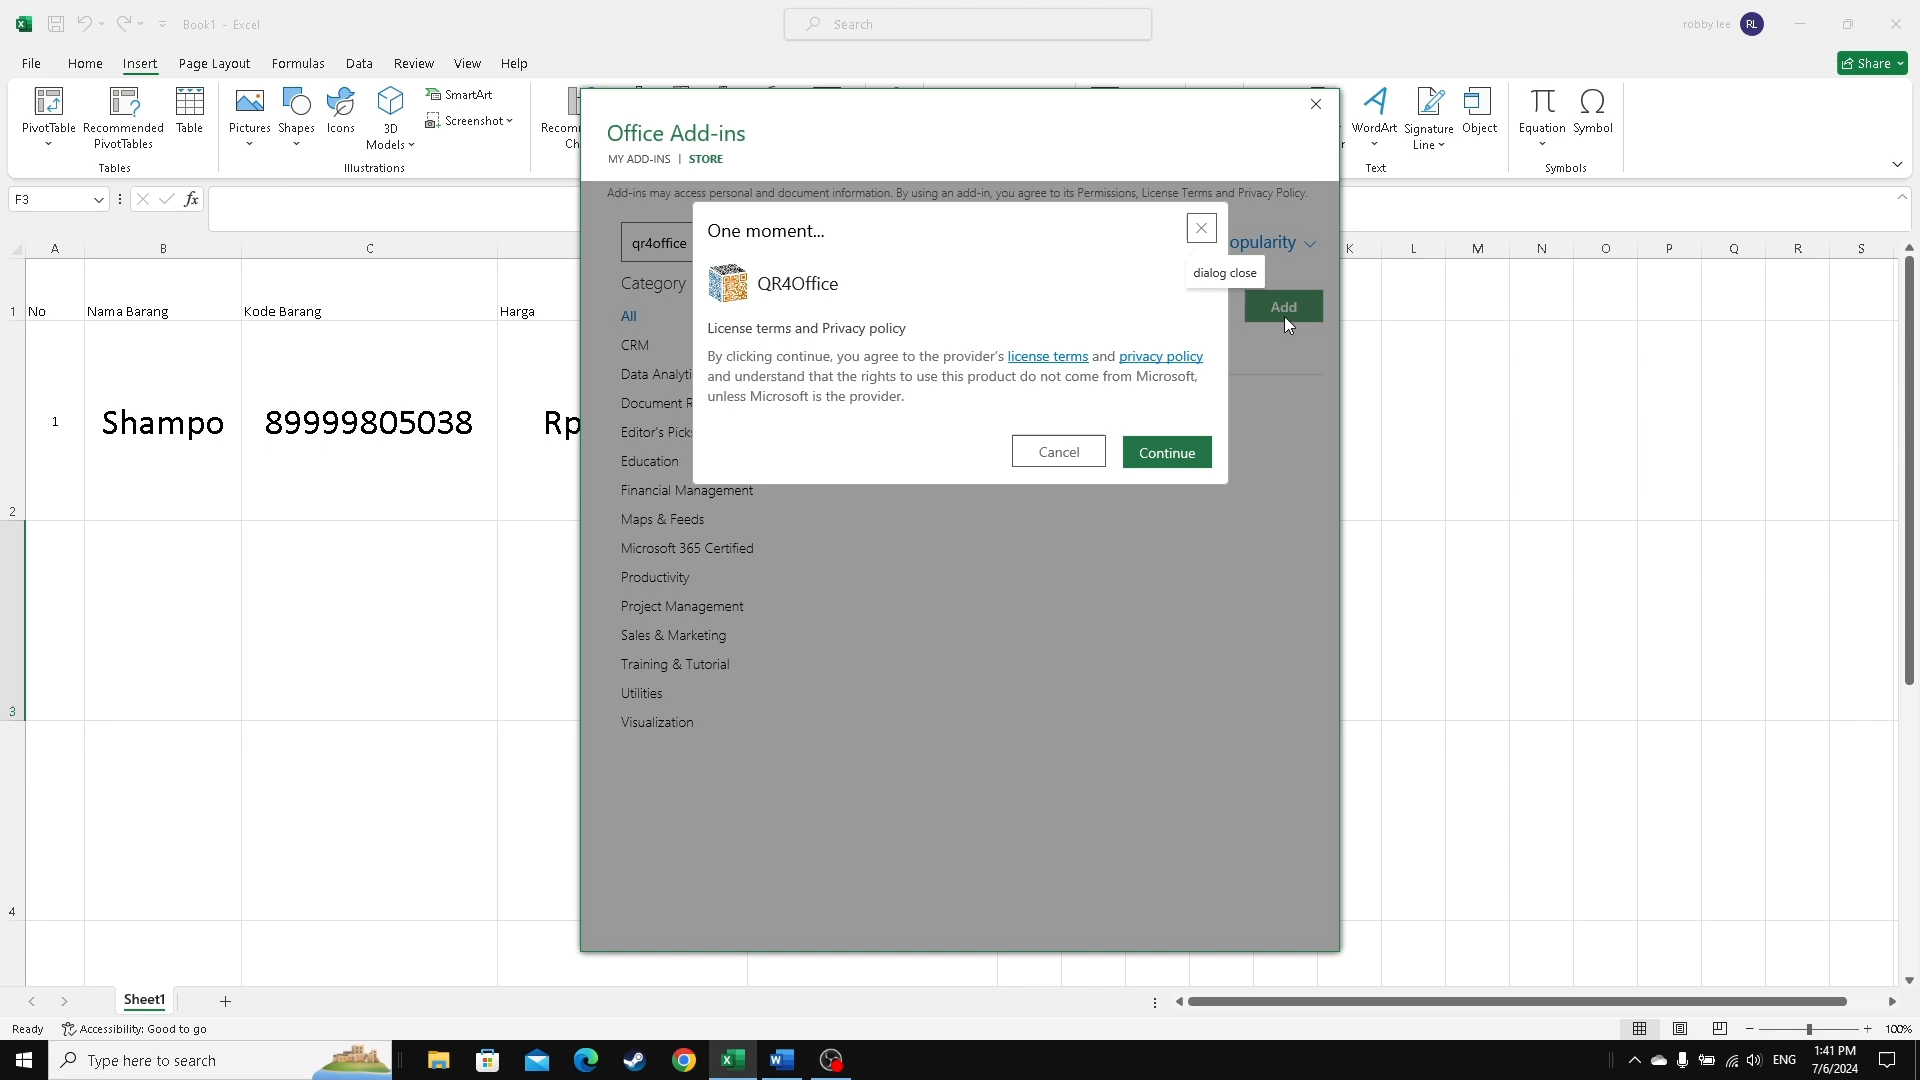 Book1 - Excel
Search
robby lee RL
File Home Insert Page Layout Formulas Data Review View Help
Share
PivotTable
Recommended
PivotTables
Table
Tables
Pictures
Shapes
Icons
3D
Models
SmartArt
Screenshot
Illustrations
WordArt
Signature
Line
Object
Text
Equation
Symbol
Symbols
Office Add-ins
MY ADD-INS | STORE
Add-ins may access personal and document information. By using an add-in, you agree to its Permissions, License Terms and Privacy Policy.
F3
fx
qr4office
opularity
Category
All
CRM
Data Analyti
Document R
Editor's Pick
Education
Financial Management
Maps & Feeds
Microsoft 365 Certified
Productivity
Project Management
Sales & Marketing
Training & Tutorial
Utilities
Visualization
Add
One moment...
dialog close
QR4Office
License terms and Privacy policy
By clicking continue, you agree to the provider's license terms and privacy policy
and understand that the rights to use this product do not come from Microsoft,
unless Microsoft is the provider.
Cancel
Continue
A B C K L M N O P Q R S
1 No Nama Barang Kode Barang Harga
1 Shampo 89999805038 Rp
2
3
4
Sheet1
Ready Accessibility: Good to go
100%
Type here to search
ENG
1:41 PM
7/6/2024